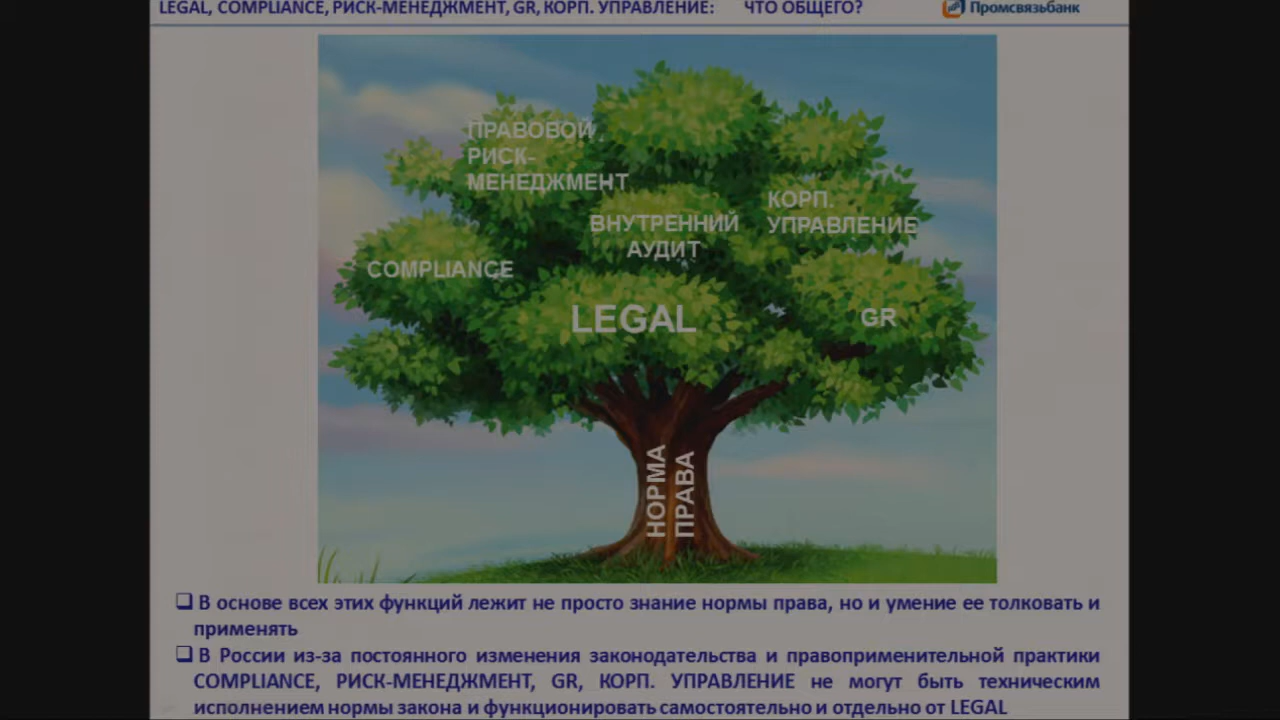 LEGAL, COMPLIANCE, РИСК-МЕНЕДЖМЕНТ, GR, КОРП. УПРАВЛЕНИЕ: ЧТО ОБЩЕГО?
Промсвязьбанк
ПРАВОВОЙ
РИСК-
МЕНЕДЖМЕНТ
КОРП.
УПРАВЛЕНИЕ
ВНУТРЕННИЙ
АУДИТ
COMPLIANCE
LEGAL
GR
НОРМА
ПРАВА
В основе всех этих функций лежит не просто знание нормы права, но и умение ее толковать и
применять
В России из-за постоянного изменения законодательства и правоприменительной практики
COMPLIANCE, РИСК-МЕНЕДЖМЕНТ, GR, КОРП. УПРАВЛЕНИЕ не могут быть техническим
исполнением нормы закона и функционировать самостоятельно и отдельно от LEGAL